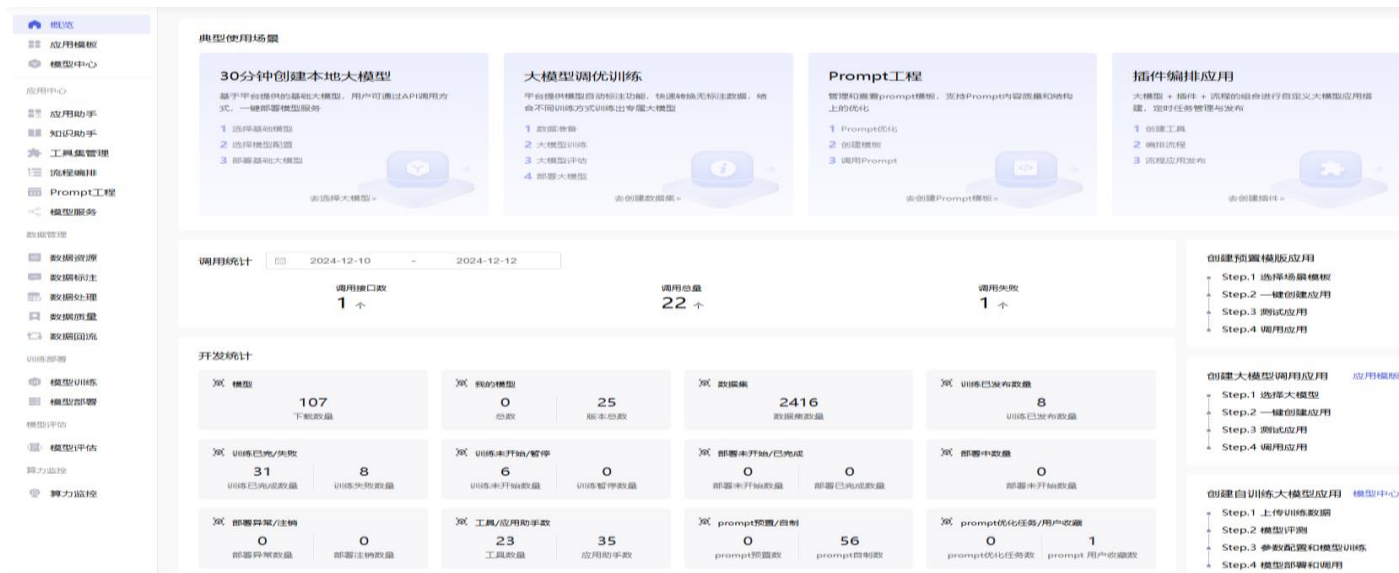 概览
应用模板
模型中心
应用中心
应用助手
知识助手
工具集管理
流程编排
Prompt工程
模型服务
数据管理
数据资源
数据标注
数据处理
数据质量
数据回流
训练部署
模型训练
模型部署
模型评估
模型评估
算力监控
算力监控
典型使用场景
30分钟创建本地大模型
基于平台提供的基础大模型，用户可通过API调用方
式，一键部署模型服务
1 选择基础模型
2 选择模型配置
3 部署基础大模型
去选择大模型»
大模型调优训练
平台提供模型自动标注功能，快速转换无标注数据，结
合不同训练方式训练出专属大模型
1 数据准备
2 大模型训练
3 大模型评估
4 部署大模型
去创建数据集»
Prompt工程
管理和查看prompt模板，支持Prompt内容质量和结构
上的优化
1 Prompt优化
2 创建模板
3 调用Prompt
去创建Prompt模板»
插件编排应用
大模型 + 插件 + 流程的组合进行自定义大模型应用搭
建，定时任务管理与发布
1 创建工具
2 编排流程
3 流程应用发布
去创建插件»
调用统计 2024-12-10 - 2024-12-12
调用接口数
1 个
调用总量
22 个
调用失败
1 个
开发统计
模型
107
下载数量
我的模型
0 25
总数 版本总数
数据集
2416
数据集数量
训练已发布数量
8
训练已发布数量
训练已完/失败
31 8
训练已完成数量 训练失败数量
训练未开始/暂停
6 0
训练未开始数量 训练暂停数量
部署未开始/已完成
0 0
部署未开始数量 部署已完成数量
部署中数量
0
部署未开始数量
部署异常/注销
0 0
部署异常数量 部署注销数量
工具/应用助手数
23 35
工具数量 应用助手数
prompt预置/自制
0 56
prompt预置数 prompt自制数
prompt优化任务/用户收藏
0 1
prompt优化任务数 prompt 用户收藏数
创建预置模版应用
Step.1 选择场景模板
Step.2 一键创建应用
Step.3 测试应用
Step.4 调用应用
创建大模型调用应用 应用模版
Step.1 选择大模型
Step.2 一键创建应用
Step.3 测试应用
Step.4 调用应用
创建自训练大模型应用 模型中心
Step.1 上传训练数据
Step.2 模型评测
Step.3 参数配置和模型训练
Step.4 模型部署和调用